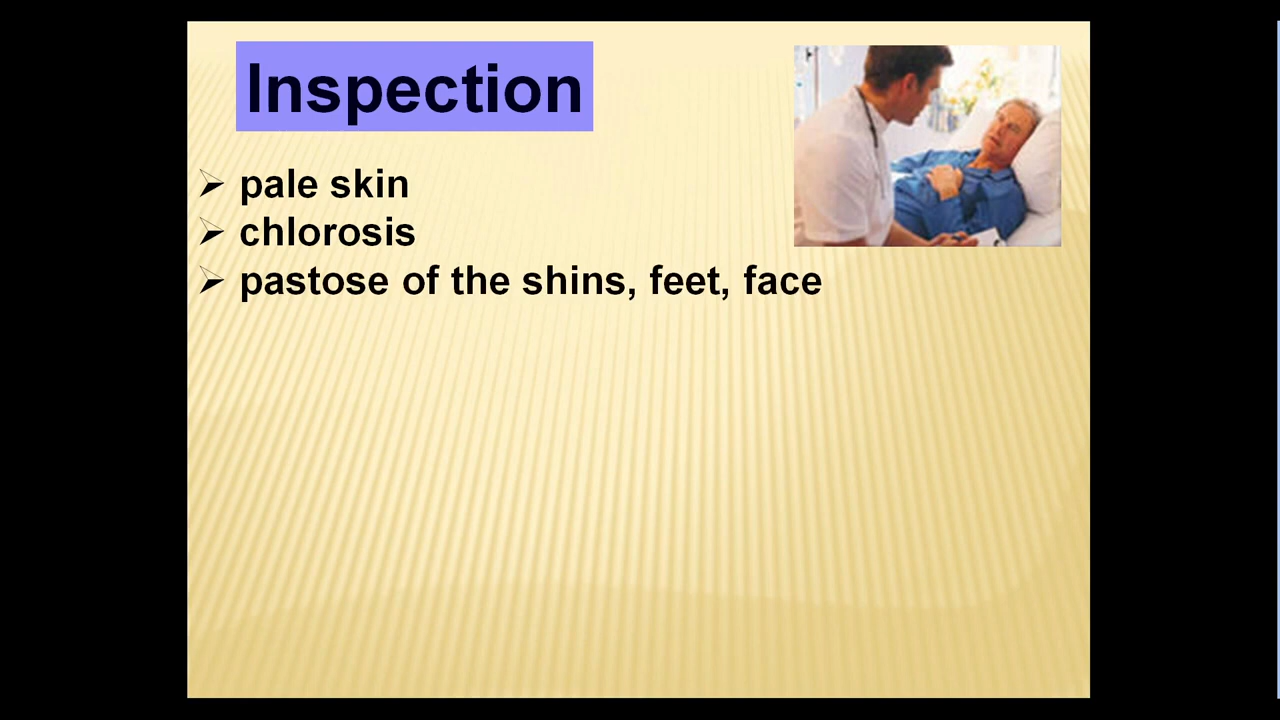 Inspection
➢ pale skin
➢ chlorosis
➢ pastose of the shins, feet, face